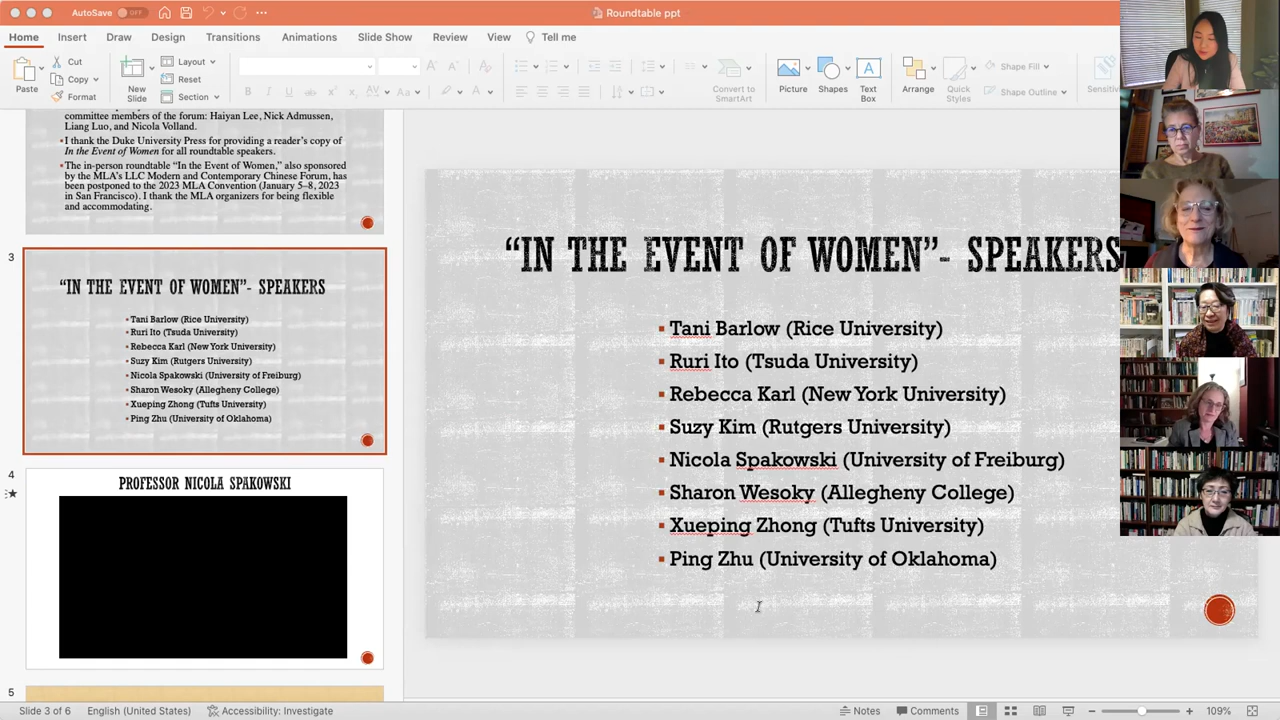 AutoSave OFF
Roundtable ppt
Home Insert Draw Design Transitions Animations Slide Show Review View Tell me
Paste
Cut
Copy
Format
New
Slide
Layout
Reset
Section
B
Convert to
SmartArt
Picture
Shapes
Text
Box
Arrange
Quick
Styles
Shape Fill
Shape Outline
committee members of the forum: Haiyan Lee, Nick Admussen,
Liang Luo, and Nicola Volland.
•I thank the Duke University Press for providing a reader's copy of
In the Event of Women for all roundtable speakers.
•The in-person roundtable “In the Event of Women,” also sponsored
by the MLA's LLC Modern and Contemporary Chinese Forum, has
been postponed to the 2023 MLA Convention (January 5–8, 2023
in San Francisco). I thank the MLA organizers for being flexible
and accommodating.
3
“IN THE EVENT OF WOMEN”- SPEAKERS
▪ Tani Barlow (Rice University)
▪ Ruri Ito (Tsuda University)
▪ Rebecca Karl (New York University)
▪ Suzy Kim (Rutgers University)
▪ Nicola Spakowski (University of Freiburg)
▪ Sharon Wesoky (Allegheny College)
▪ Xueping Zhong (Tufts University)
▪ Ping Zhu (University of Oklahoma)
4
PROFESSOR NICOLA SPAKOWSKI
5
“IN THE EVENT OF WOMEN”- SPEAKERS
▪ Tani Barlow (Rice University)
▪ Ruri Ito (Tsuda University)
▪ Rebecca Karl (New York University)
▪ Suzy Kim (Rutgers University)
▪ Nicola Spakowski (University of Freiburg)
▪ Sharon Wesoky (Allegheny College)
▪ Xueping Zhong (Tufts University)
▪ Ping Zhu (University of Oklahoma)
Slide 3 of 6 English (United States) Accessibility: Investigate
Notes Comments 109%